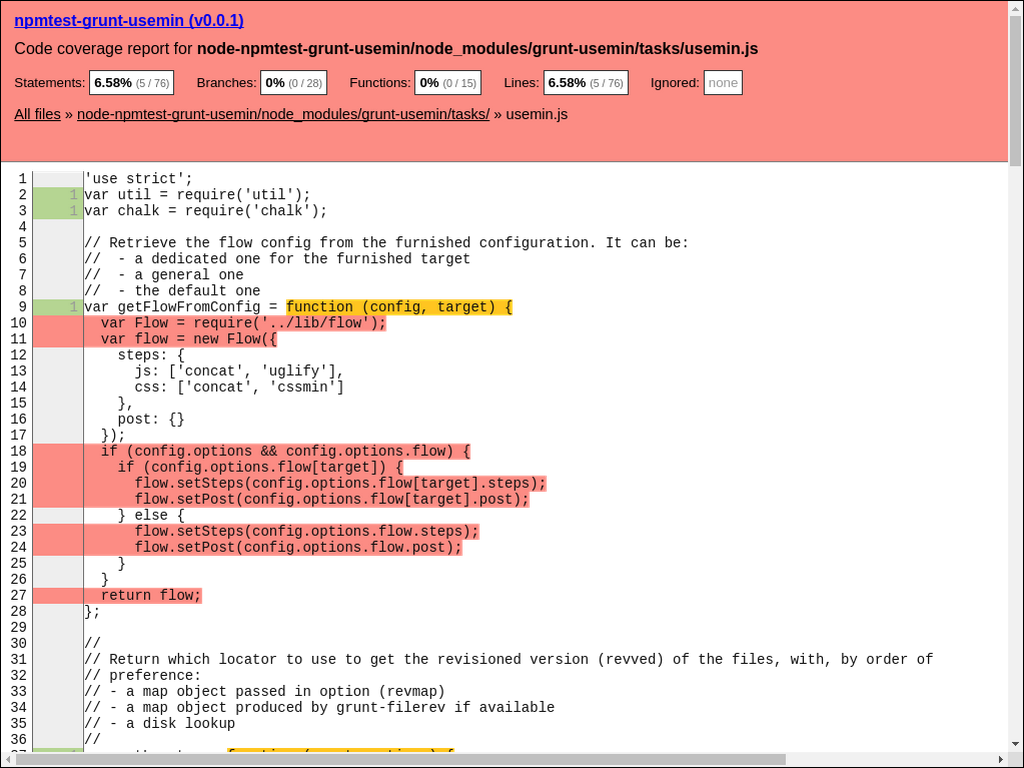 npmtest-grunt-usemin (v0.0.1)
Code coverage report for node-npmtest-grunt-usemin/node_modules/grunt-usemin/tasks/usemin.js
Statements: 6.58% (5 / 76) Branches: 0% (0 / 28) Functions: 0% (0 / 15) Lines: 6.58% (5 / 76) Ignored: none
All files » node-npmtest-grunt-usemin/node_modules/grunt-usemin/tasks/ » usemin.js
1 'use strict';
2 1 var util = require('util');
3 1 var chalk = require('chalk');
4
5 // Retrieve the flow config from the furnished configuration. It can be:
6 //  - a dedicated one for the furnished target
7 //  - a general one
8 //  - the default one
9 1 var getFlowFromConfig = function (config, target) {
10   var Flow = require('../lib/flow');
11   var flow = new Flow({
12     steps: {
13       js: ['concat', 'uglify'],
14       css: ['concat', 'cssmin']
15     },
16     post: {}
17   });
18   if (config.options && config.options.flow) {
19     if (config.options.flow[target]) {
20       flow.setSteps(config.options.flow[target].steps);
21       flow.setPost(config.options.flow[target].post);
22     } else {
23       flow.setSteps(config.options.flow.steps);
24       flow.setPost(config.options.flow.post);
25     }
26   }
27   return flow;
28 };
29
30 //
31 // Return which locator to use to get the revisioned version (revved) of the files, with, by order of
32 // preference:
33 // - a map object passed in option (revmap)
34 // - a map object produced by grunt-filerev if available
35 // - a disk lookup
36 //